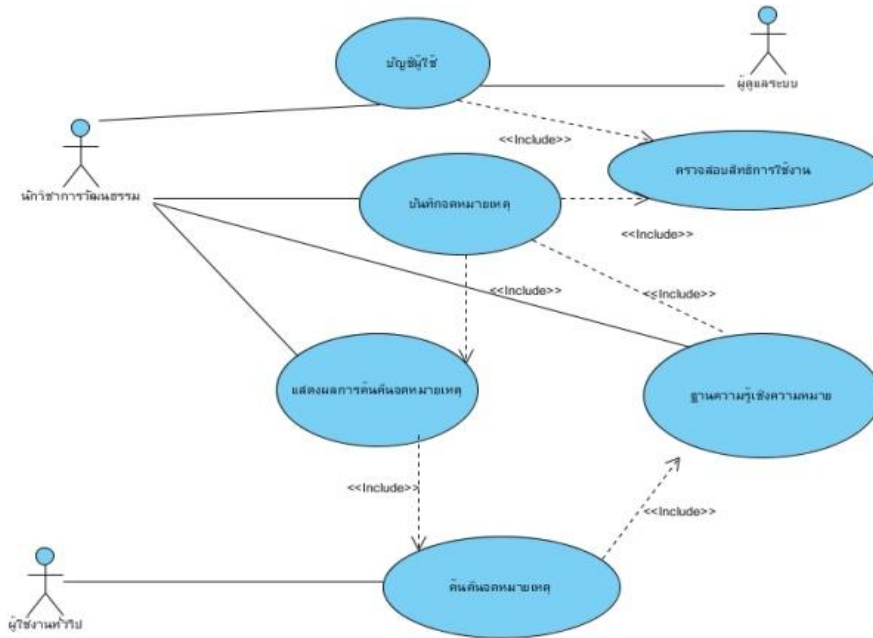 บัญชีผู้ใช้
ผู้ดูแลระบบ
<<Include>>
ตรวจสอบสิทธิการใช้งาน
นักวิชาการวัฒนธรรม
บันทึกจดหมายเหตุ
<<Include>>
<<Include>>
<<Include>>
แสดงผลการค้นคืนจดหมายเหตุ
ฐานความรู้เชิงความหมาย
<<Include>>
<<Include>>
ค้นคืนจดหมายเหตุ
ผู้ใช้งานทั่วไป